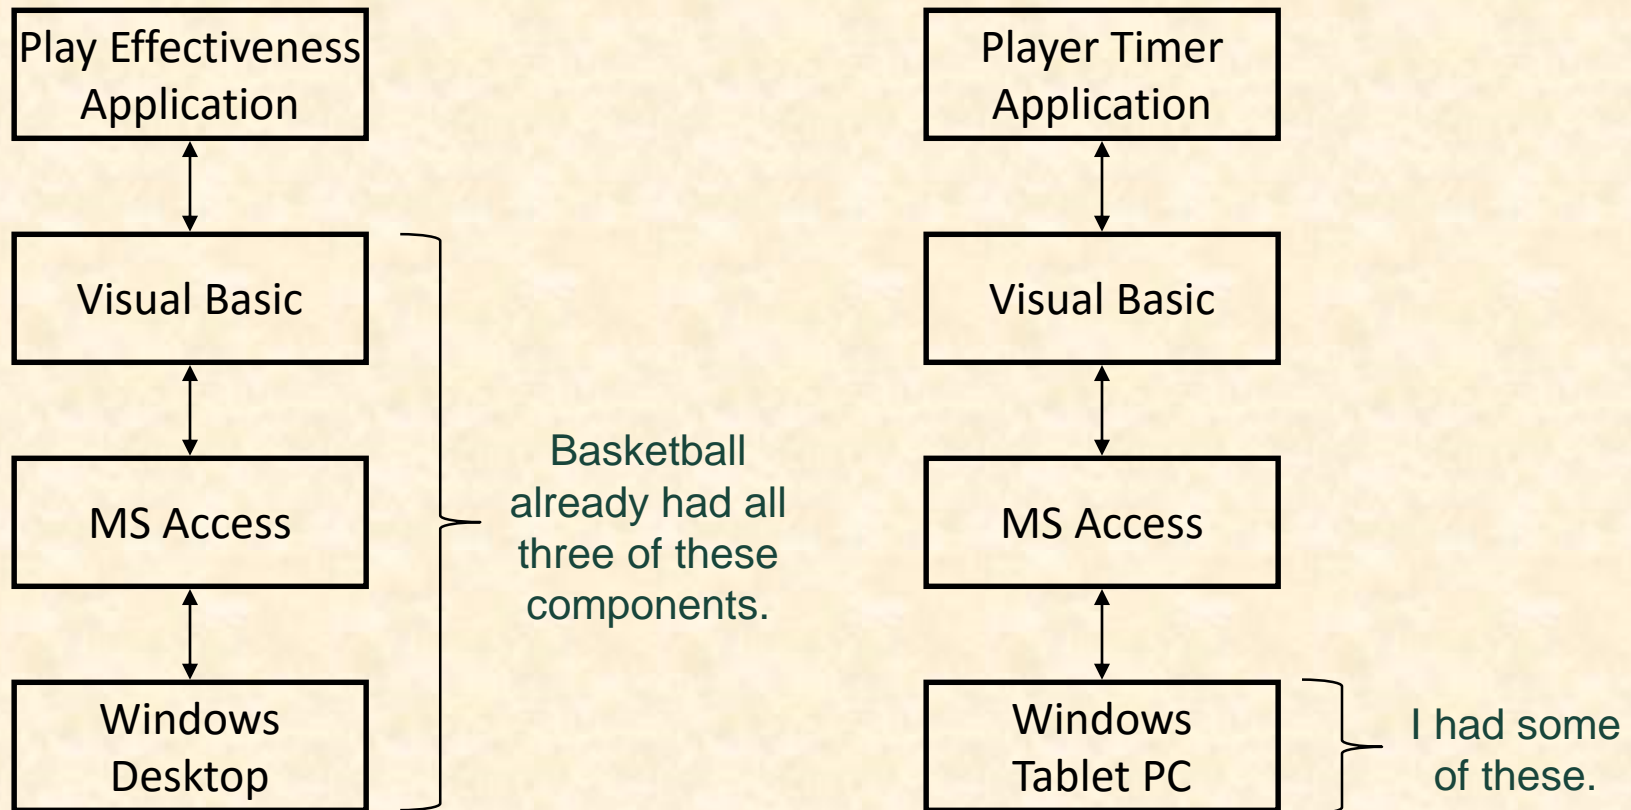 Play Effectiveness
Application
Visual Basic
MS Access
Windows
Desktop
Basketball
already had all
three of these
components.
Player Timer
Application
Visual Basic
MS Access
Windows
Tablet PC
I had some
of these.